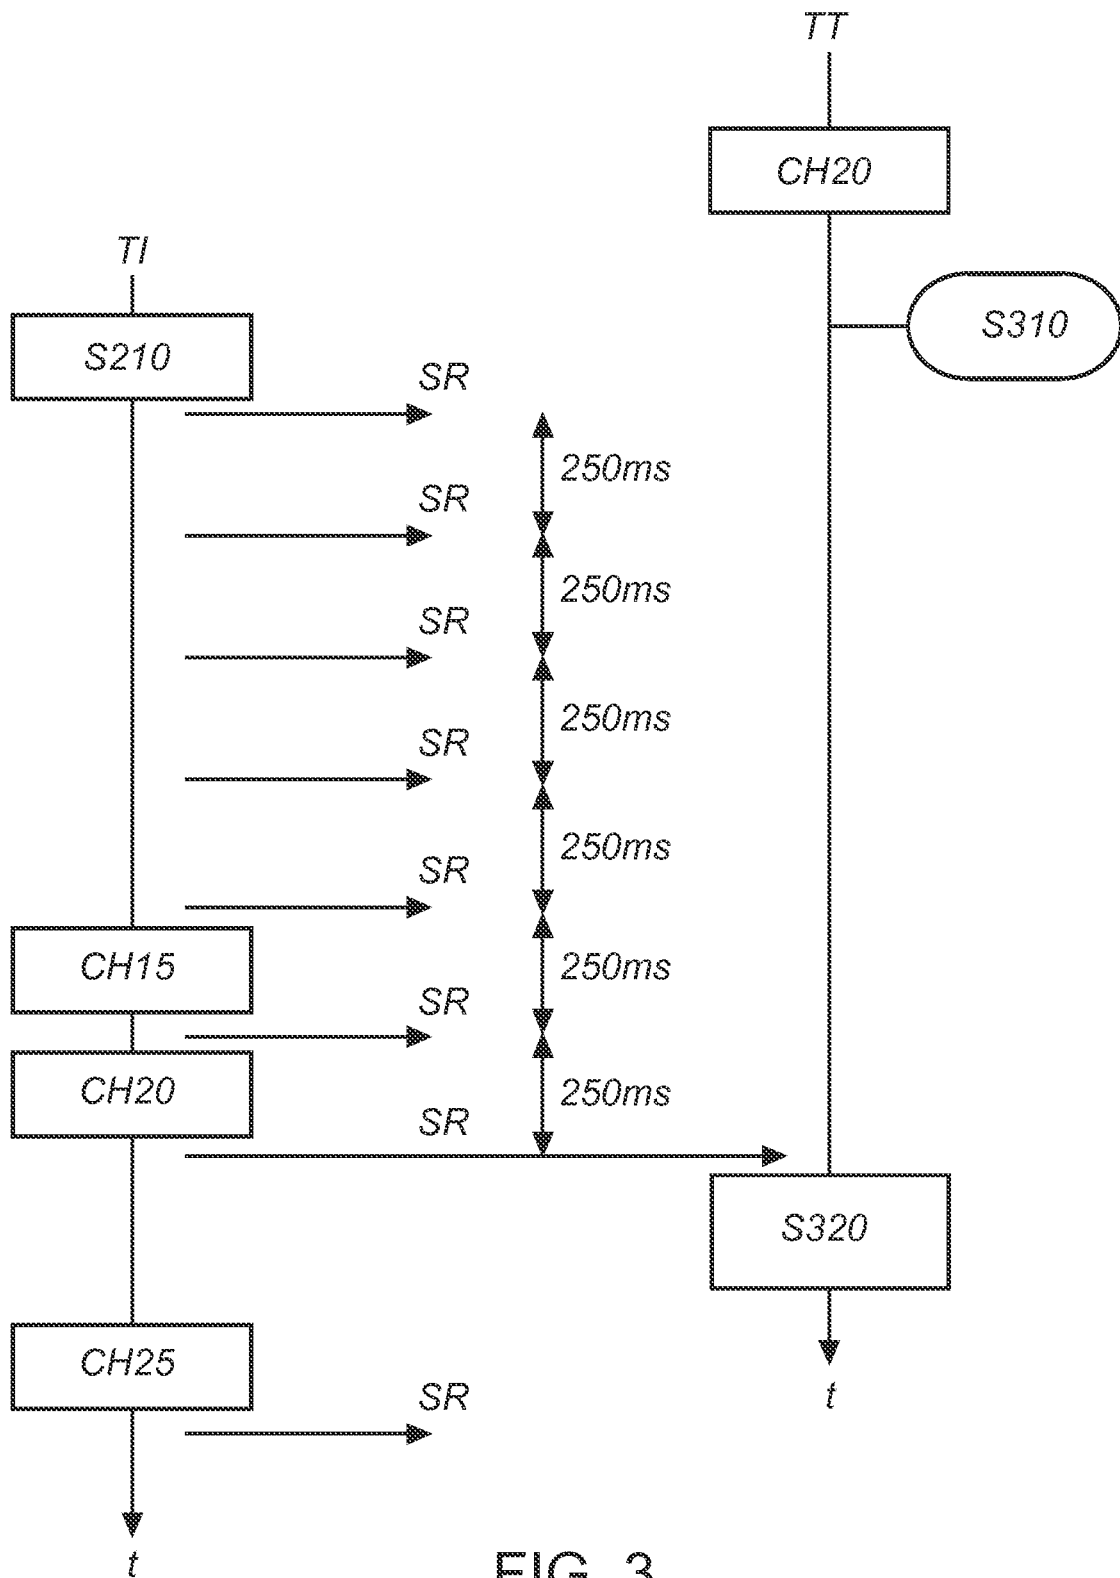 TT
CH20
TI
S310
S210
SR
250ms
SR
250ms
SR
250ms
SR
250ms
SR
CH15
250ms
SR
CH20
250ms
SR
S320
CH25
SR
t
t
FIG. 3